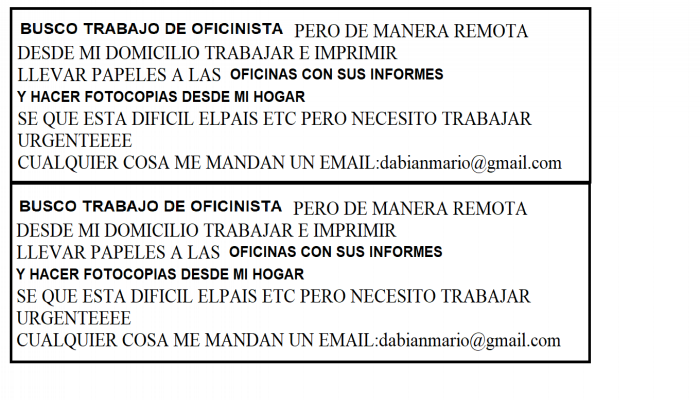 BUSCO TRABAJO DE OFICINISTA PERO DE MANERA REMOTA
DESDE MI DOMICILIO TRABAJAR E IMPRIMIR
LLEVAR PAPELES A LAS OFICINAS CON SUS INFORMES
Y HACER FOTOCOPIAS DESDE MI HOGAR
SE QUE ESTA DIFICIL ELPAIS ETC PERO NECESITO TRABAJAR
URGENTEEEE
CUALQUIER COSA ME MANDAN UN EMAIL:dabianmario@gmail.com
BUSCO TRABAJO DE OFICINISTA PERO DE MANERA REMOTA
DESDE MI DOMICILIO TRABAJAR E IMPRIMIR
LLEVAR PAPELES A LAS OFICINAS CON SUS INFORMES
Y HACER FOTOCOPIAS DESDE MI HOGAR
SE QUE ESTA DIFICIL ELPAIS ETC PERO NECESITO TRABAJAR
URGENTEEEE
CUALQUIER COSA ME MANDAN UN EMAIL:dabianmario@gmail.com